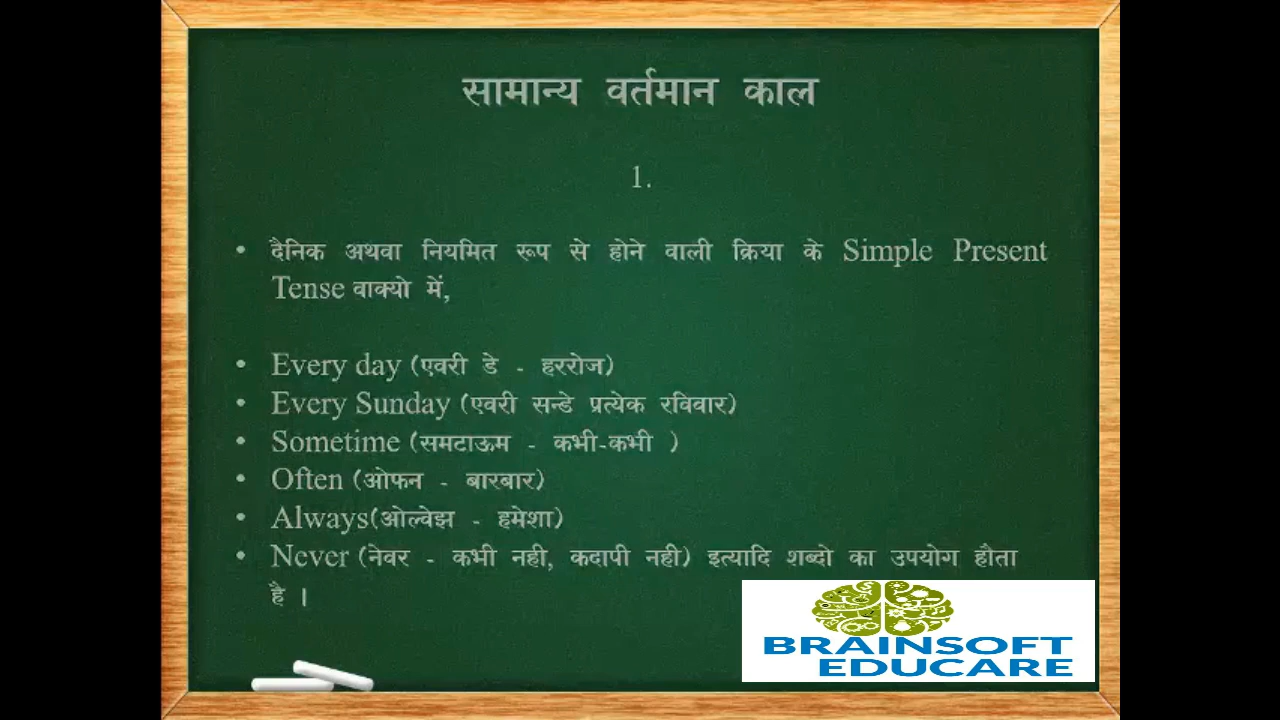 सामान्य वर्तमान काल
1.
• दैनिक अथवा नियमित रूप से होने वाली क्रिया के Simple Present
Tense वाक्यो में,
• Every day (एवरी डे - हररोज)
• Every Sunday (एवरी सन्डे प्रत्येक रविवार)
• Sometime (समटाऊम - कभी-कभी )
• Often (ओफन - बारबार)
• Always(ओल्वेझ - हमेशा)
• Never (नेवर - कभी नही, कदापी नही) इत्यादि शब्दो का उपयोग हौता
है ।
BRAINSOFT
EDUCARE